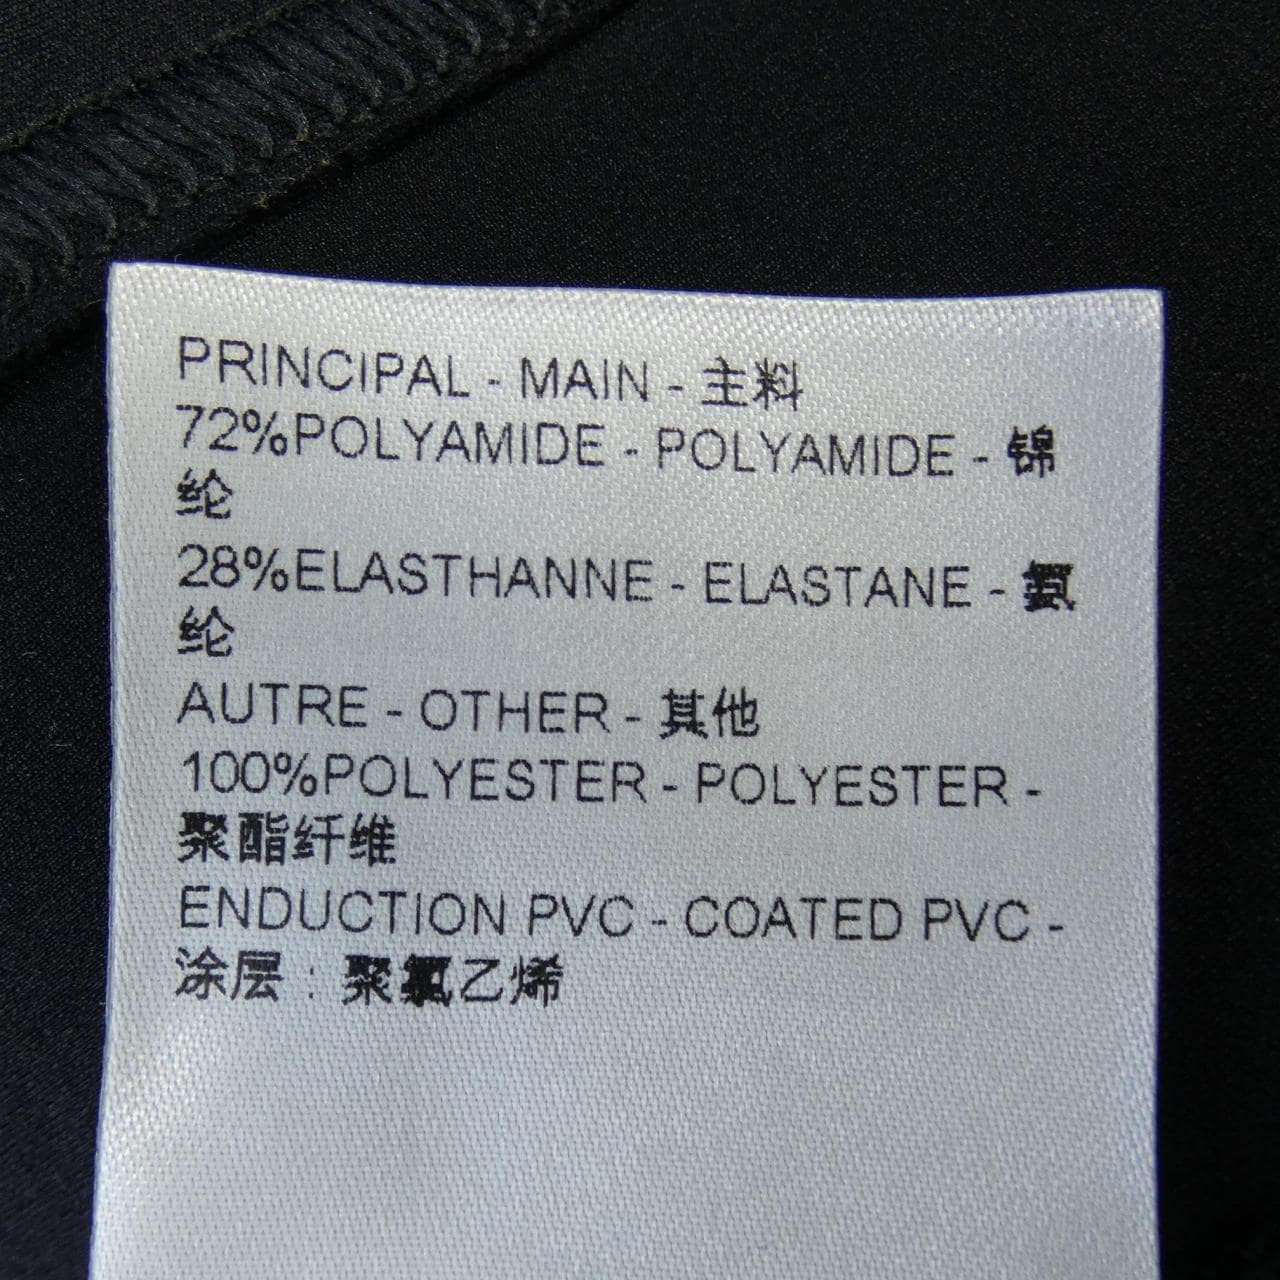 PRINCIPAL - MAIN - 主料
72%POLYAMIDE - POLYAMIDE - 锦
纶
28%ELASTHANNE - ELASTANE - 氨
纶
AUTRE - OTHER - 其他
100%POLYESTER - POLYESTER -
聚酯纤维
ENDUCTION PVC - COATED PVC -
涂层 : 聚氯乙烯